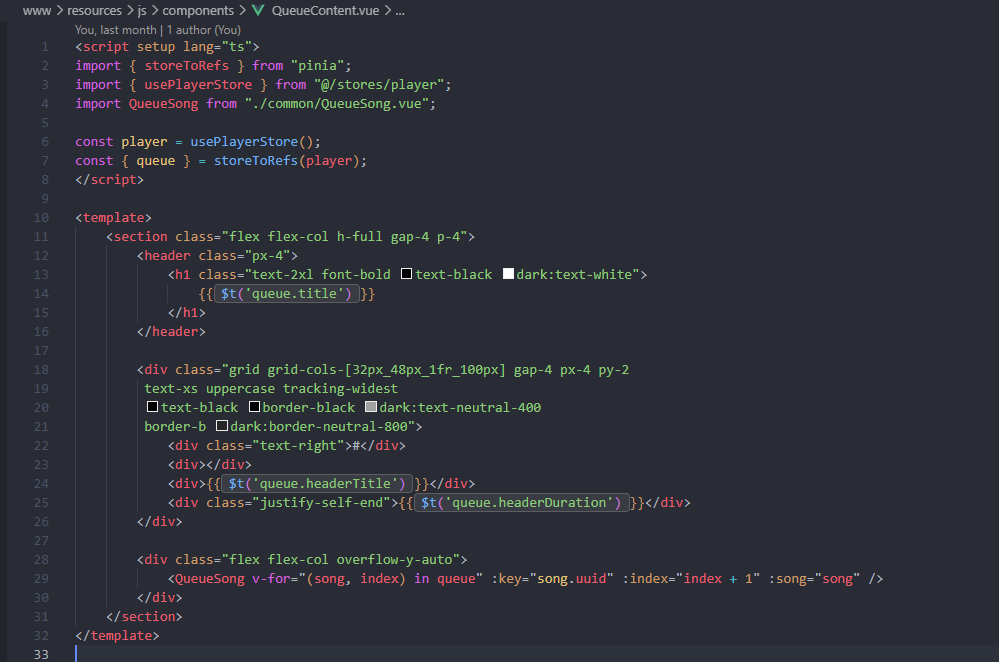 www > resources > js > components > QueueContent.vue > ...
You, last month | 1 author (You)
1 <script setup lang="ts">
2 import { storeToRefs } from "pinia";
3 import { usePlayerStore } from "@/stores/player";
4 import QueueSong from "./common/QueueSong.vue";
5
6 const player = usePlayerStore();
7 const { queue } = storeToRefs(player);
8 </script>
9
10 <template>
11 <section class="flex flex-col h-full gap-4 p-4">
12 <header class="px-4">
13 <h1 class="text-2xl font-bold text-black dark:text-white">
14 {{ $t('queue.title') }}
15 </h1>
16 </header>
17
18 <div class="grid grid-cols-[32px_48px_1fr_100px] gap-4 px-4 py-2
19 text-xs uppercase tracking-widest
20 text-black border-black dark:text-neutral-400
21 border-b dark:border-neutral-800">
22 <div class="text-right">#</div>
23 <div></div>
24 <div>{{ $t('queue.headerTitle') }}</div>
25 <div class="justify-self-end">{{ $t('queue.headerDuration') }}</div>
26 </div>
27
28 <div class="flex flex-col overflow-y-auto">
29 <QueueSong v-for="(song, index) in queue" :key="song.uuid" :index="index + 1" :song="song" />
30 </div>
31 </section>
32 </template>
33